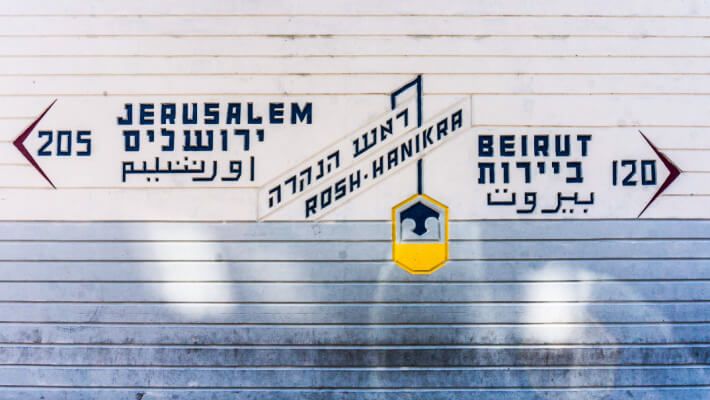 205
JERUSALEM
ירושלים
اورشليم
ראש הנקרה
ROSH·HANIKRA
BEIRUT
ביירות
بيروت
120